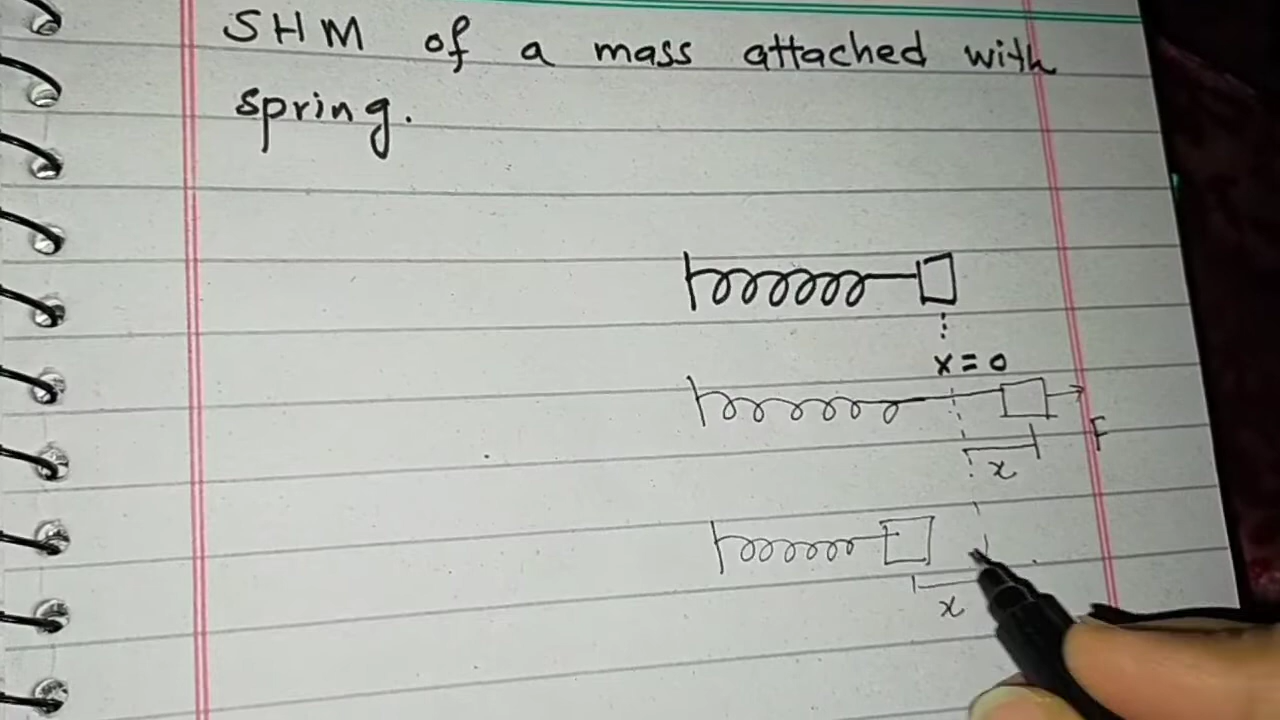 SHM of a mass attached with
spring.
x = 0
F
x
x